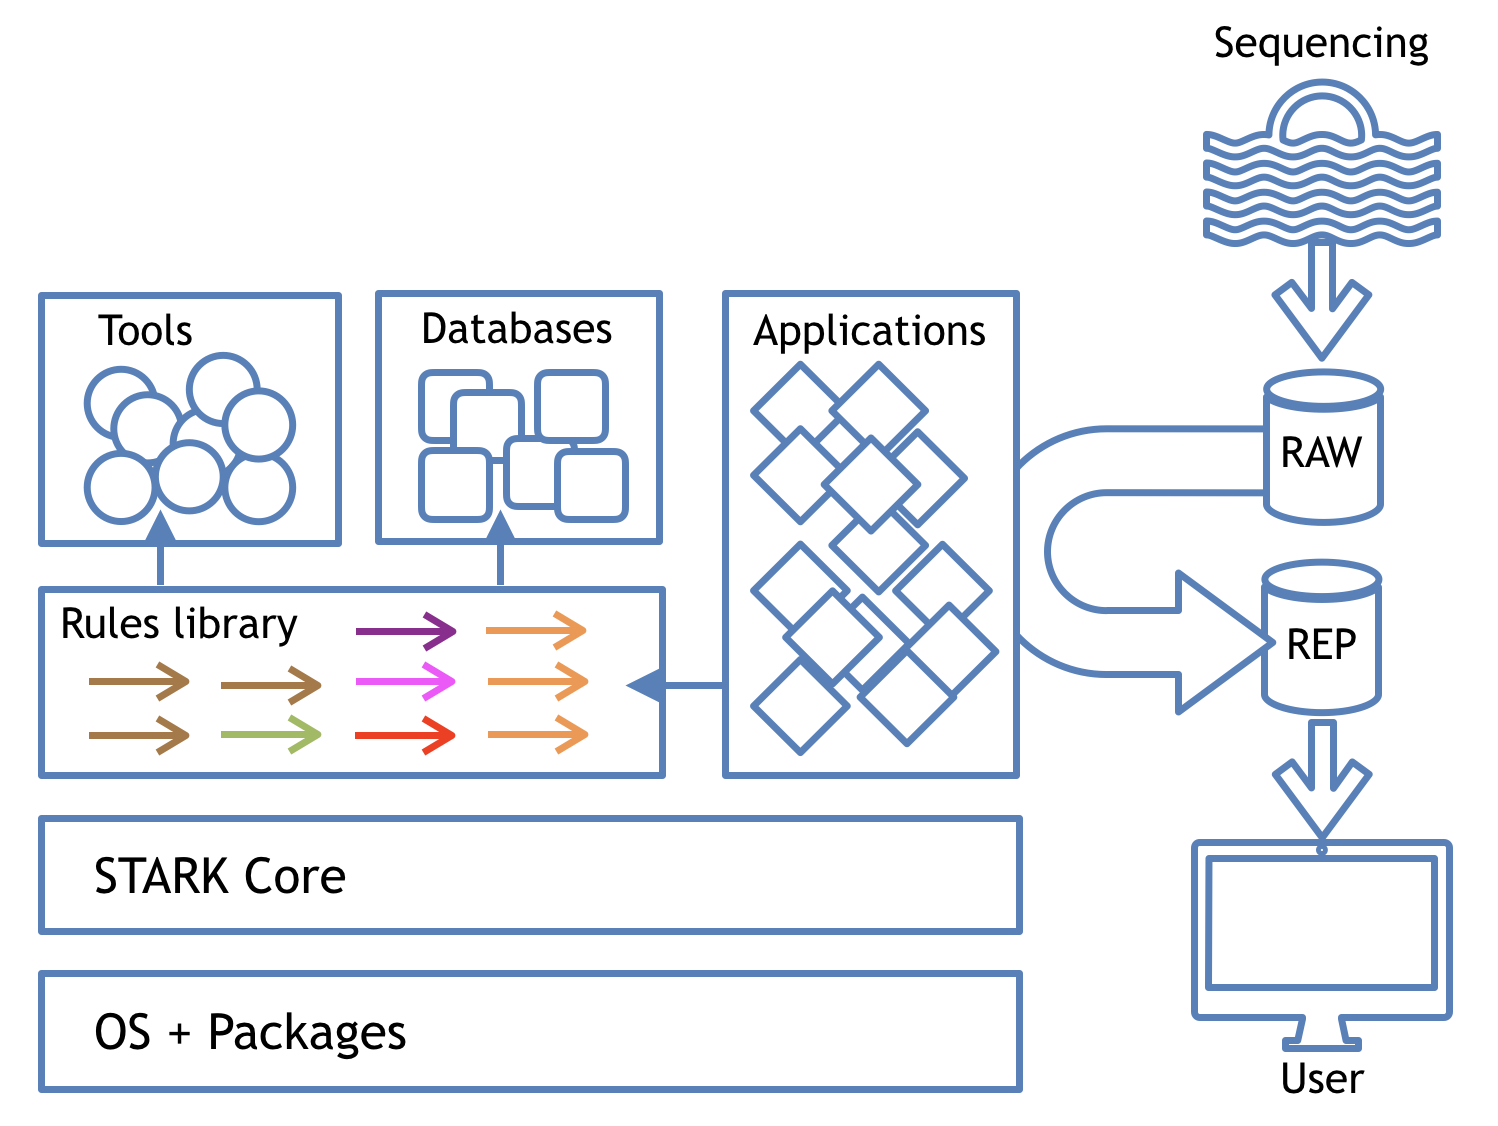 Sequencing
Tools
Databases
Applications
RAW
Rules library
REP
STARK Core
OS + Packages
User